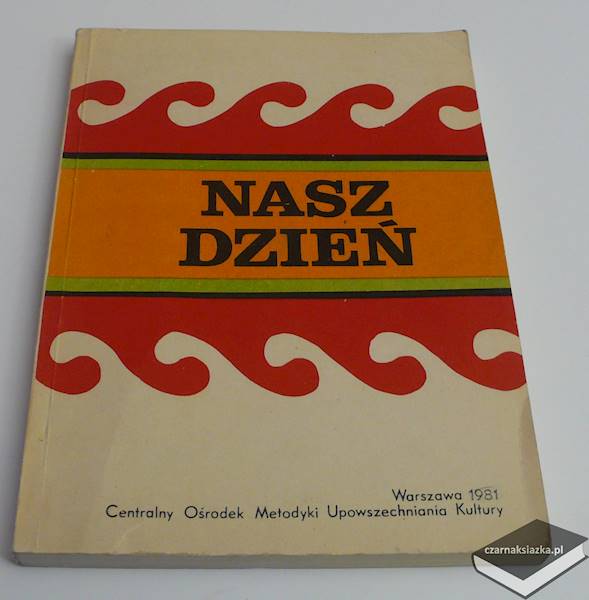 NASZ
DZIEŃ
Warszawa 1981
Centralny Ośrodek Metodyki Upowszechniania Kultury
czarnaksiazka.pl